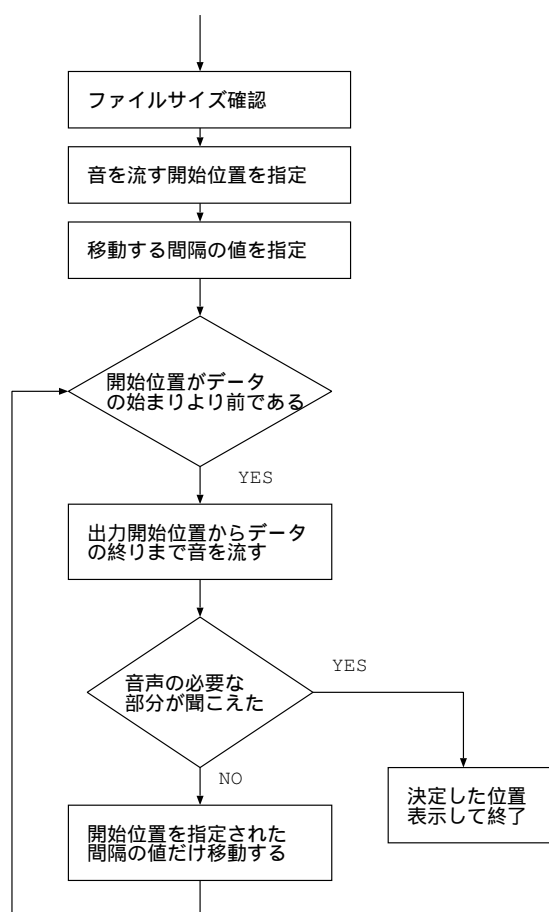 ファイルサイズ確認
音を流す開始位置を指定
移動する間隔の値を指定
開始位置がデータ
の始まりより前である
YES
出力開始位置からデータ
の終りまで音を流す
音声の必要な
部分が聞こえた
YES
NO
決定した位置
表示して終了
開始位置を指定された
間隔の値だけ移動する